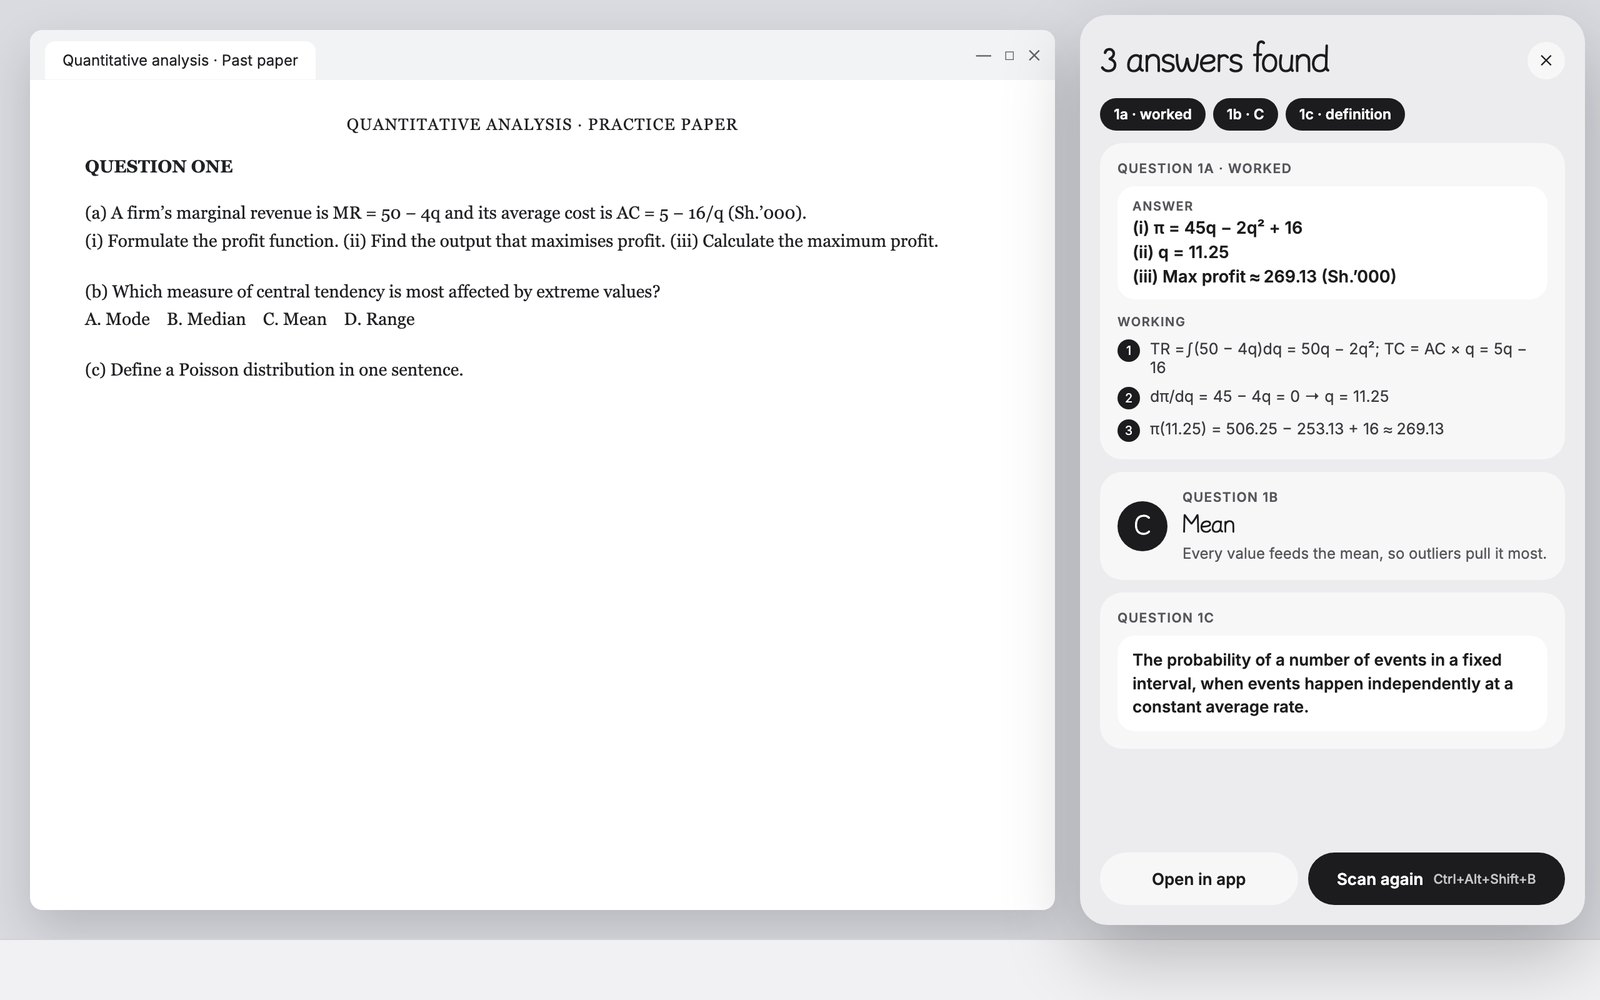 Quantitative analysis · Past paper
QUANTITATIVE ANALYSIS · PRACTICE PAPER
QUESTION ONE
(a) A firm’s marginal revenue is MR = 50 − 4q and its average cost is AC = 5 − 16/q (Sh.’000).
(i) Formulate the profit function. (ii) Find the output that maximises profit. (iii) Calculate the maximum profit.
(b) Which measure of central tendency is most affected by extreme values?
A. Mode B. Median C. Mean D. Range
(c) Define a Poisson distribution in one sentence.
3 answers found
1a · worked
1b · C
1c · definition
QUESTION 1A · WORKED
ANSWER
(i) π = 45q − 2q² + 16
(ii) q = 11.25
(iii) Max profit ≈ 269.13 (Sh.’000)
WORKING
1 TR = ∫(50 − 4q)dq = 50q − 2q²; TC = AC × q = 5q −
16
2 dπ/dq = 45 − 4q = 0 → q = 11.25
3 π(11.25) = 506.25 − 253.13 + 16 ≈ 269.13
QUESTION 1B
C
Mean
Every value feeds the mean, so outliers pull it most.
QUESTION 1C
The probability of a number of events in a fixed
interval, when events happen independently at a
constant average rate.
Open in app
Scan again Ctrl+Alt+Shift+B